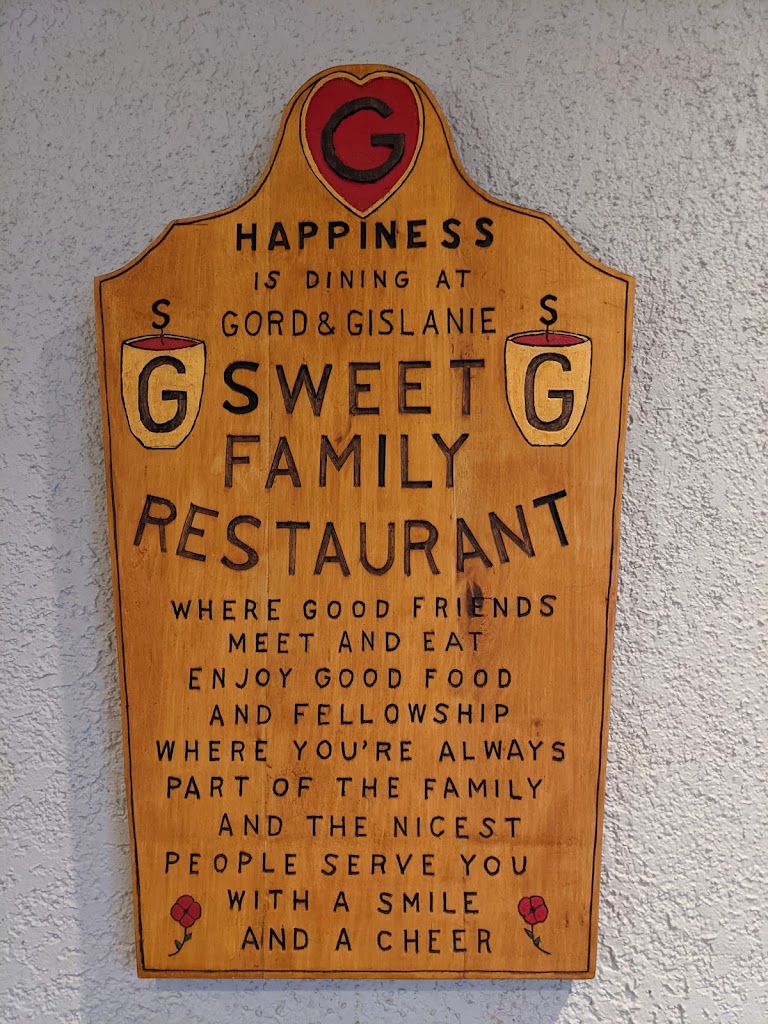 G
HAPPINESS
IS DINING AT
GORD & GISLANIE
S S
G SWEET G
FAMILY
RESTAURANT
WHERE GOOD FRIENDS
MEET AND EAT
ENJOY GOOD FOOD
AND FELLOWSHIP
WHERE YOU'RE ALWAYS
PART OF THE FAMILY
AND THE NICEST
PEOPLE SERVE YOU
WITH A SMILE
AND A CHEER